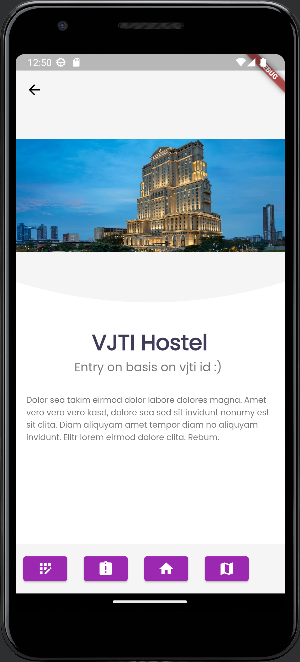 12:50
DEBUG
VJTI Hostel
Entry on basis on vjti id :)
Dolor sea takim eirmod dolor labore dolores magna. Amet
vero vero vero kasd, dolore sea sed sit invidunt nonumy est
sit clita. Diam aliquyam amet tempor diam no aliquyam
invidunt. Elitr lorem eirmod dolore clita. Rebum.